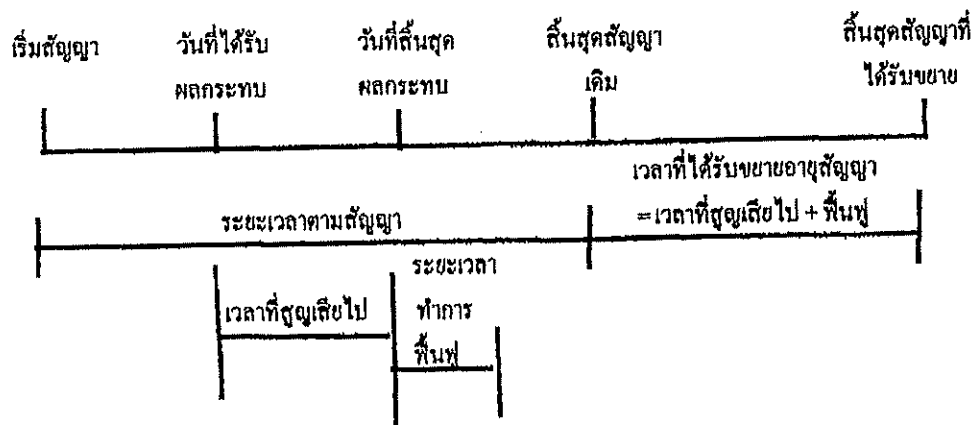 เริ่มสัญญา
วันที่ได้รับ
ผลกระทบ
วันที่สิ้นสุด
ผลกระทบ
สิ้นสุดสัญญา
เดิม
สิ้นสุดสัญญาที่
ได้รับขยาย
เวลาที่ได้รับขยายอายุสัญญา
=เวลาที่สูญเสียไป + ฟื้นฟู
ระยะเวลาตามสัญญา
เวลาที่สูญเสียไป
ระยะเวลา
ทำการ
ฟื้นฟู